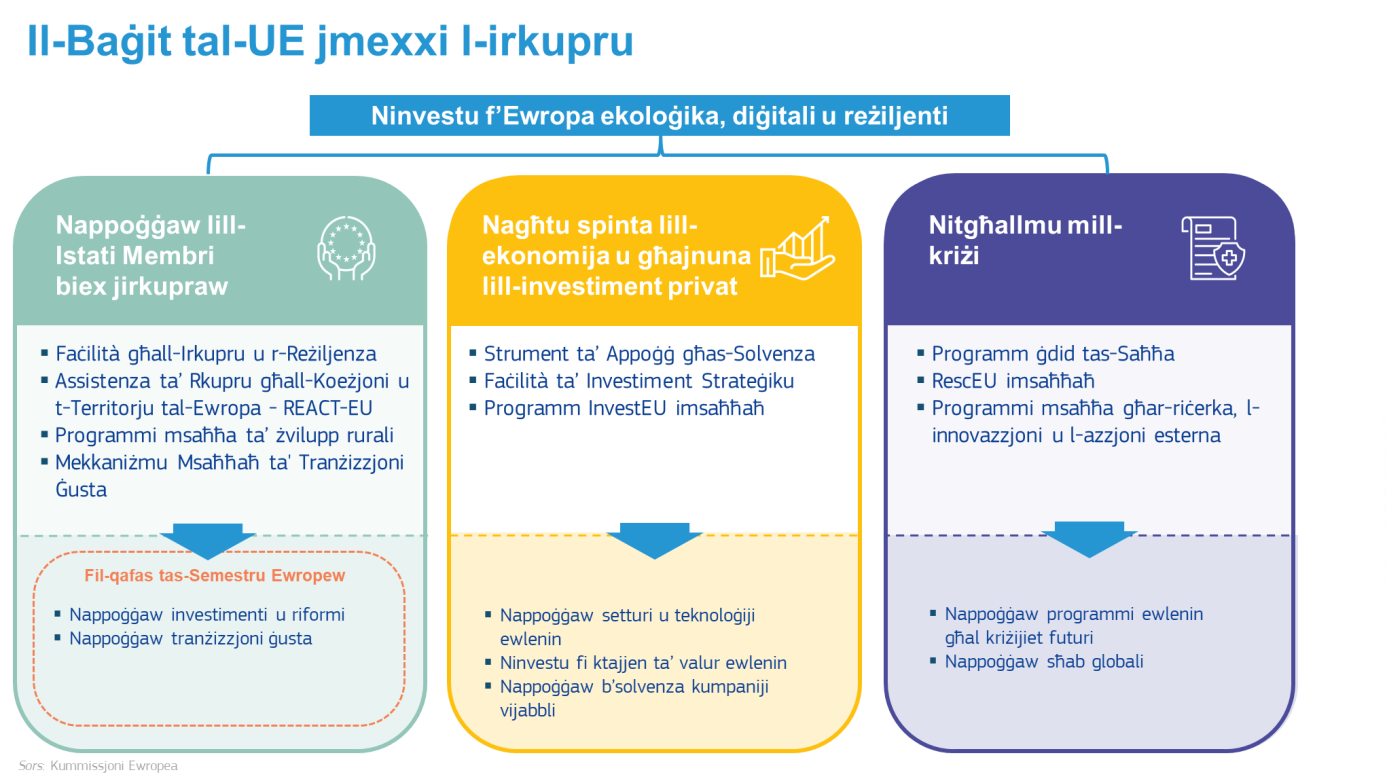 Il-Baġit tal-UE jmexxi l-irkupru
Ninvestu f’Ewropa ekoloġika, diġitali u reżiljenti
Nappoġġaw lill-
Istati Membri
biex jirkupraw
▪ Faċilità għall-Irkupru u r-Reżiljenza
▪ Assistenza ta’ Rkupru għall-Koeżjoni u
t-Territorju tal-Ewropa - REACT-EU
▪ Programmi msaħħa ta’ żvilupp rurali
▪ Mekkaniżmu Msaħħaħ ta' Tranżizzjoni
Ġusta
Fil-qafas tas-Semestru Ewropew
▪ Nappoġġaw investimenti u riformi
▪ Nappoġġaw tranżizzjoni ġusta
Nagħtu spinta lill-
ekonomija u għajnuna
lill-investiment privat
▪ Strument ta’ Appoġġ għas-Solvenza
▪ Faċilità ta’ Investiment Strateġiku
▪ Programm InvestEU imsaħħaħ
▪ Nappoġġaw setturi u teknoloġiji
ewlenin
▪ Ninvestu fi ktajjen ta’ valur ewlenin
▪ Nappoġġaw b’solvenza kumpaniji
vijabbli
Nitgħallmu mill-
kriżi
▪ Programm ġdid tas-Saħħa
▪ RescEU imsaħħaħ
▪ Programmi msaħħa għar-riċerka, l-
innovazzjoni u l-azzjoni esterna
▪ Nappoġġaw programmi ewlenin
għal kriżijiet futuri
▪ Nappoġġaw sħab globali
Sors: Kummissjoni Ewropea